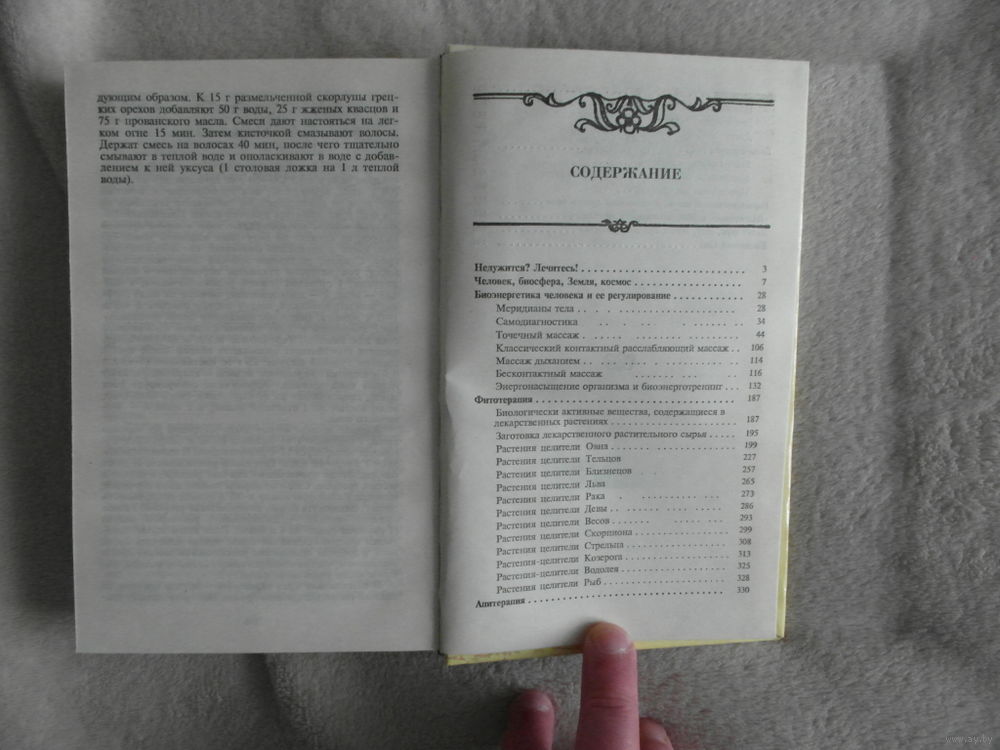 дующим образом. К 15 г размельченной скорлупы грец-
ких орехов добавляют 50 г воды, 25 г жженых квасцов и
75 г прованского масла. Смеси дают настояться на лег-
ком огне 15 мин. Затем кисточкой смазывают волосы.
Держат смесь на волосах 40 мин, после чего тщательно
смывают в теплой воде и ополаскивают в воде с добав-
лением к ней уксуса (1 столовая ложка на 1 л теплой
воды).
СОДЕРЖАНИЕ
Неможется? Лечитесь! 3
Человек, биосфера, Земля, космос 7
Биоэнергетика человека и ее регулирование 28
Меридианы тела 28
Самодиагностика 34
Точечный массаж 44
Классический контактный расслабляющий массаж 106
Массаж дыханием 114
Бесконтактный массаж 116
Энергонасыщение организма и биоэнерготренинг 132
Фитотерапия 187
Биологически активные вещества, содержащиеся в
лекарственных растениях 187
Заготовка лекарственного растительного сырья 195
Растения целители Овна 199
Растения целители Тельцов 227
Растения целители Близнецов 257
Растения целители Льва 265
Растения целители Рака 273
Растения целители Девы 286
Растения целители Весов 293
Растения целители Скорпиона 299
Растения целители Стрельца 308
Растения-целители Козерога 313
Растения-целители Водолея 325
Растения целители Рыб 328
Апитерапия 330
www.ay.by